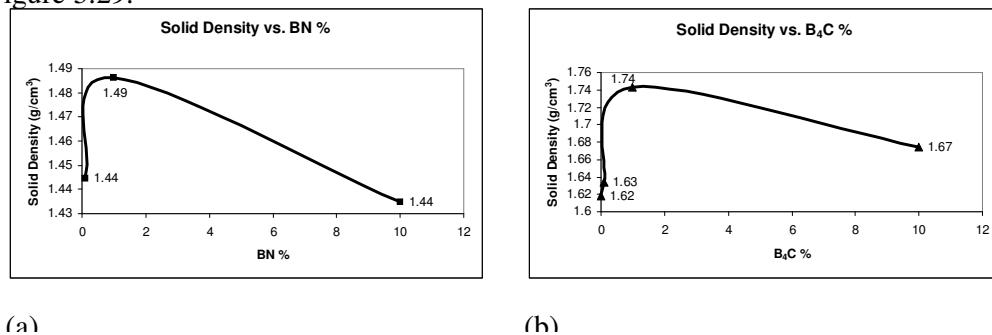 Figure 3.29.
Solid Density vs. BN %
Solid Density (g/cm³)
1.49
1.48
1.47
1.46
1.45
1.44
1.43
1.49
1.44
1.44
0 2 4 6 8 10 12
BN %
(a)
Solid Density vs. B₄C %
Solid Density (g/cm³)
1.76
1.74
1.72
1.7
1.68
1.66
1.64
1.62
1.6
1.74
1.67
1.63
1.62
0 2 4 6 8 10 12
B₄C %
(b)